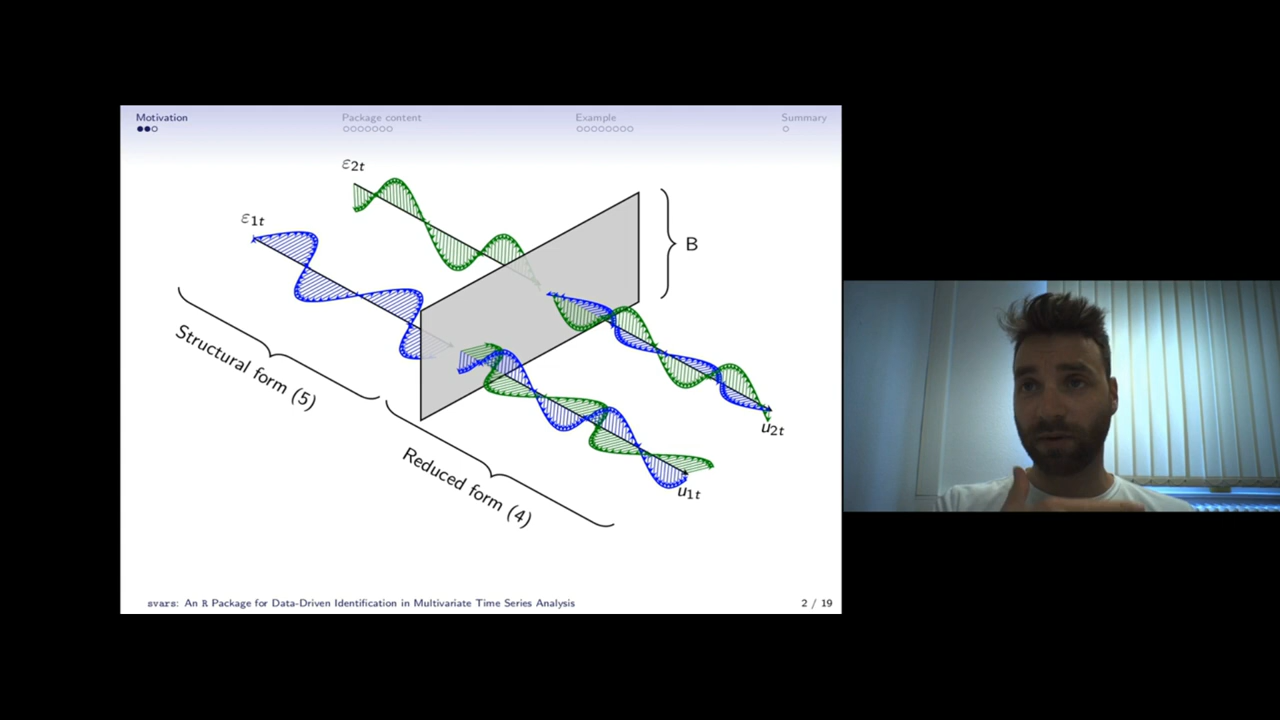 Motivation
Package content
Example
Summary
ε2t
ε1t
B
Structural form (5)
Reduced form (4)
u2t
u1t
svars: An R Package for Data-Driven Identification in Multivariate Time Series Analysis
2 / 19